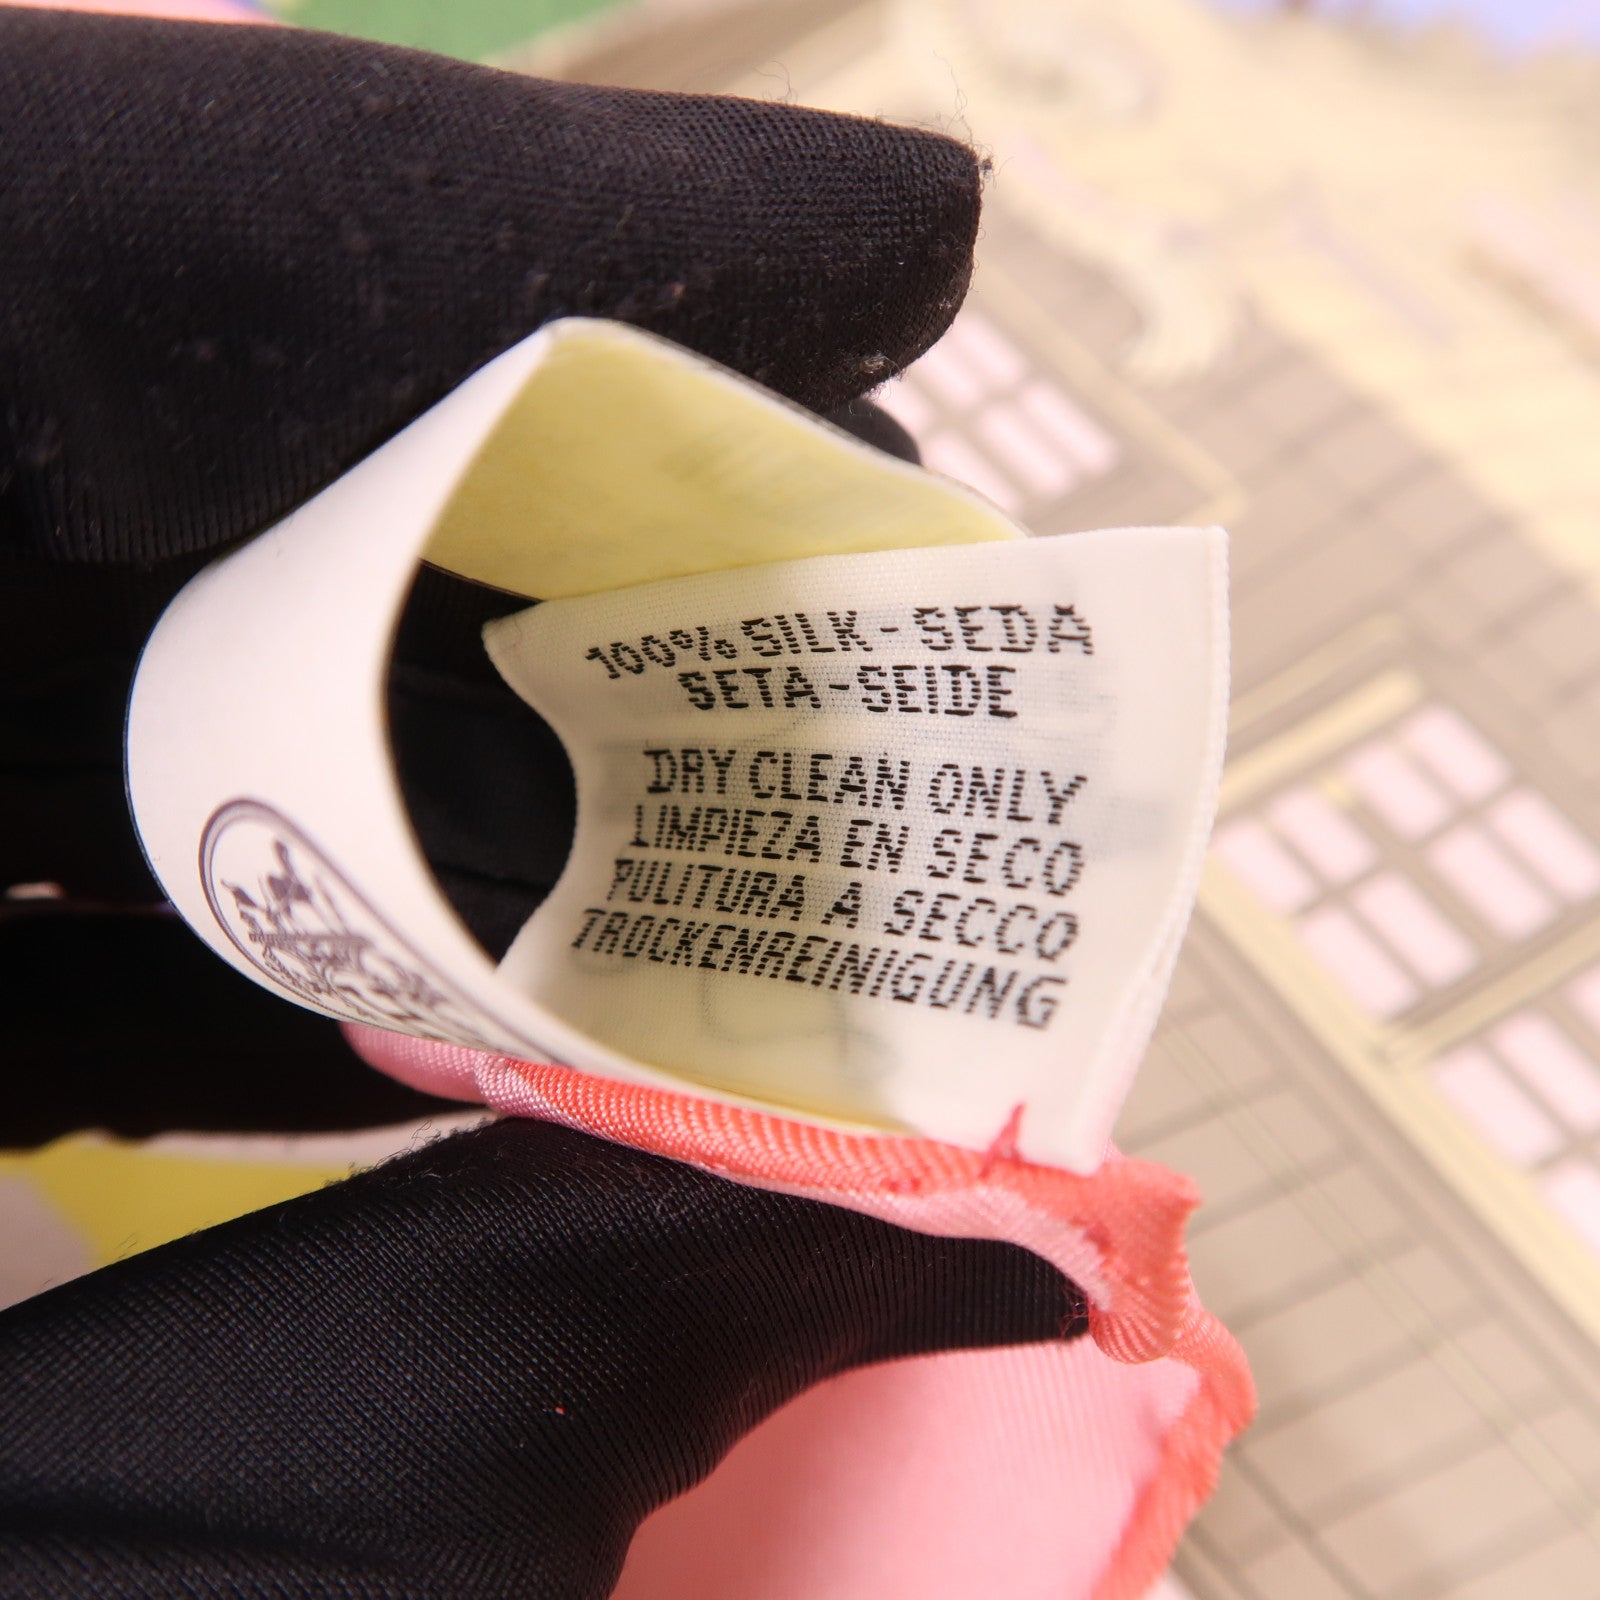 100% SILK - SEDA
SETA - SEIDE
DRY CLEAN ONLY
LIMPIEZA EN SECO
PULITURA A SECCO
TROCKENREINIGUNG